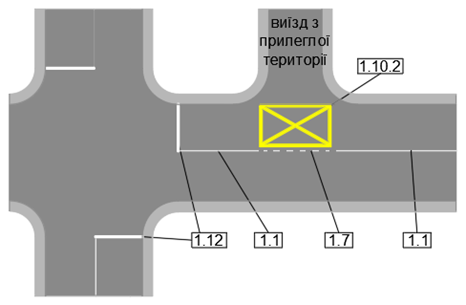 виїзд з
прилеглої
території
1.10.2
1.12
1.1
1.7
1.1